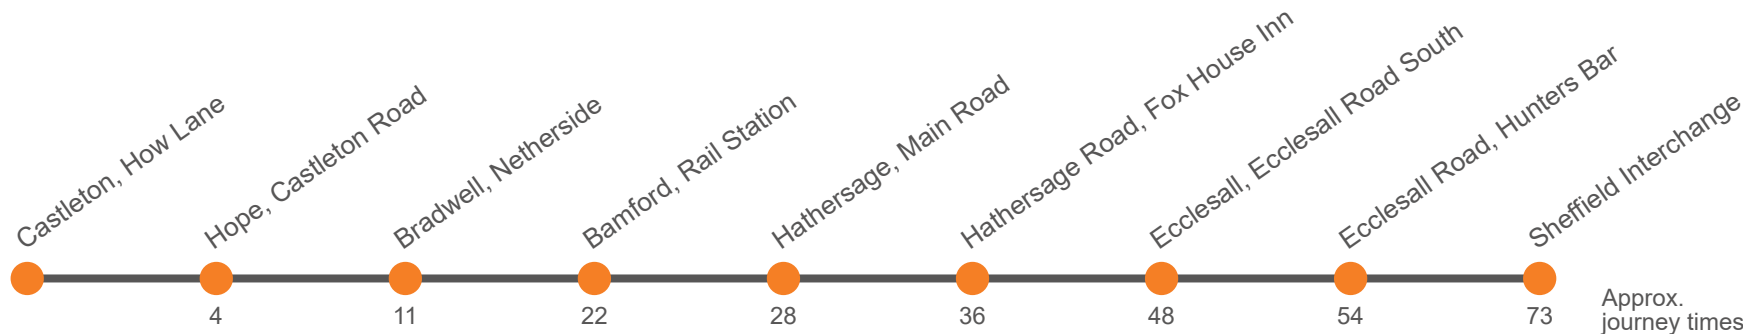 Castleton, How Lane
Hope, Castleton Road
Bradwell, Netherside
Bamford, Rail Station
Hathersage, Main Road
Hathersage Road, Fox House Inn
Ecclesall, Ecclesall Road South
Ecclesall Road, Hunters Bar
Sheffield Interchange
4
11
22
28
36
48
54
73
Approx.
journey times